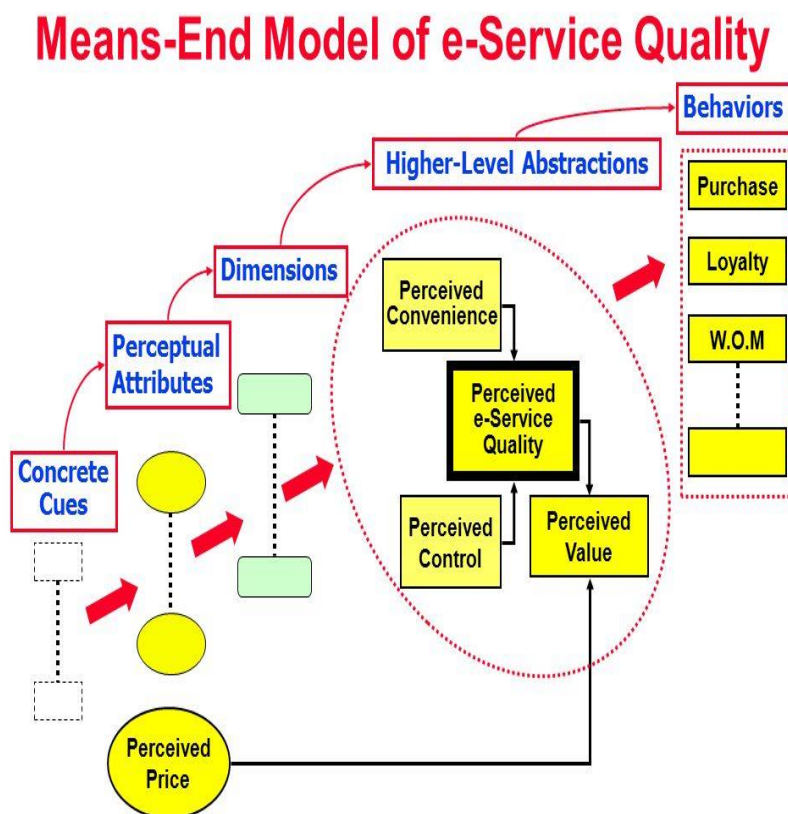 Means-End Model of e-Service Quality
Behaviors
Higher-Level Abstractions
Purchase
Dimensions
Perceived
Convenience
Loyalty
Perceptual
Attributes
W.O.M
Perceived
e-Service
Quality
Concrete
Cues
Perceived
Control
Perceived
Value
Perceived
Price